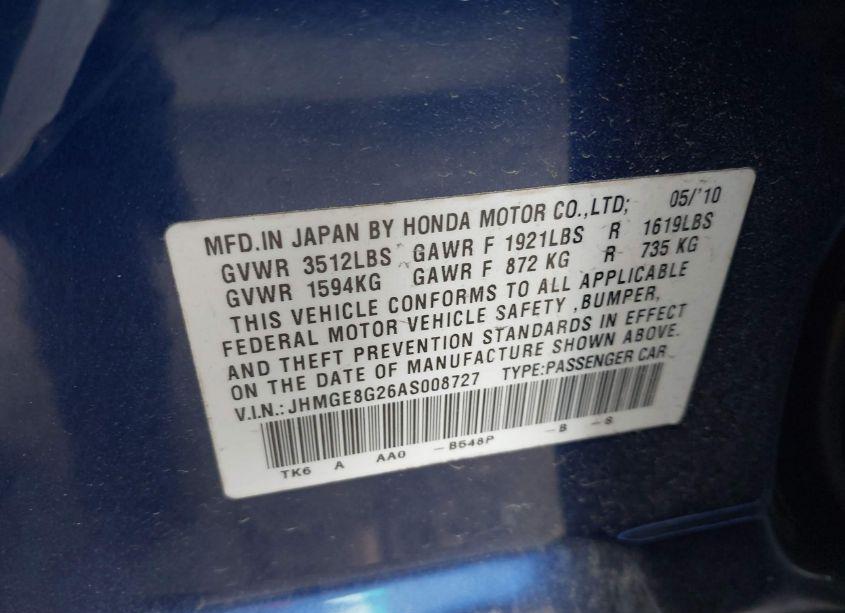 MFD.IN JAPAN BY HONDA MOTOR CO.,LTD; 05/'10
GVWR 3512LBS GAWR F 1921LBS R 1619LBS
GVWR 1594KG GAWR F 872 KG R 735 KG
THIS VEHICLE CONFORMS TO ALL APPLICABLE
FEDERAL MOTOR VEHICLE SAFETY ,BUMPER,
AND THEFT PREVENTION STANDARDS IN EFFECT
ON THE DATE OF MANUFACTURE SHOWN ABOVE.
V.I.N.: JHMGE8G26AS008727 TYPE:PASSENGER CAR
TK6 A AA0 -B548P -B -S